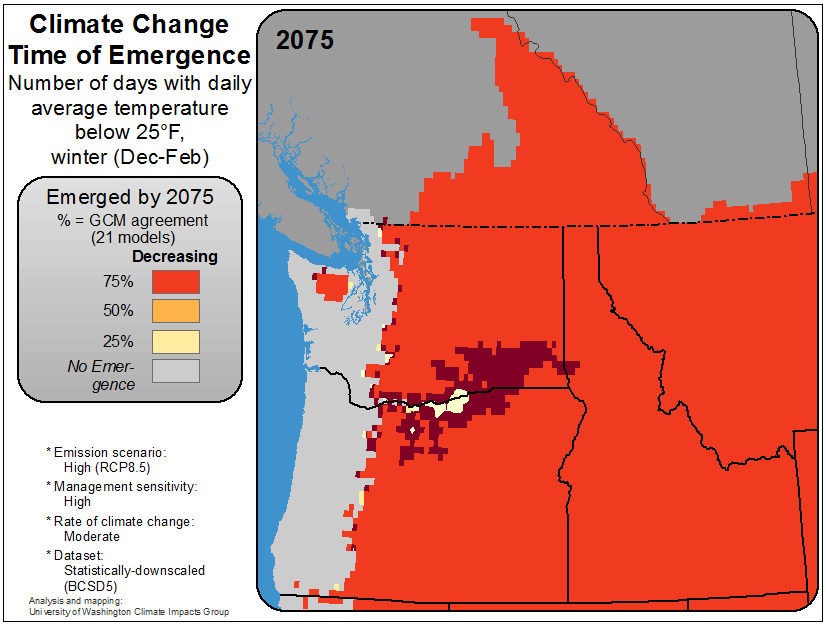 Climate Change
Time of Emergence
Number of days with daily
average temperature
below 25°F,
winter (Dec-Feb)
Emerged by 2075
% = GCM agreement
(21 models)
Decreasing
75%
50%
25%
No Emer-
gence
* Emission scenario:
High (RCP8.5)
* Management sensitivity:
High
* Rate of climate change:
Moderate
* Dataset:
Statistically-downscaled
(BCSD5)
Analysis and mapping:
University of Washington Climate Impacts Group
2075